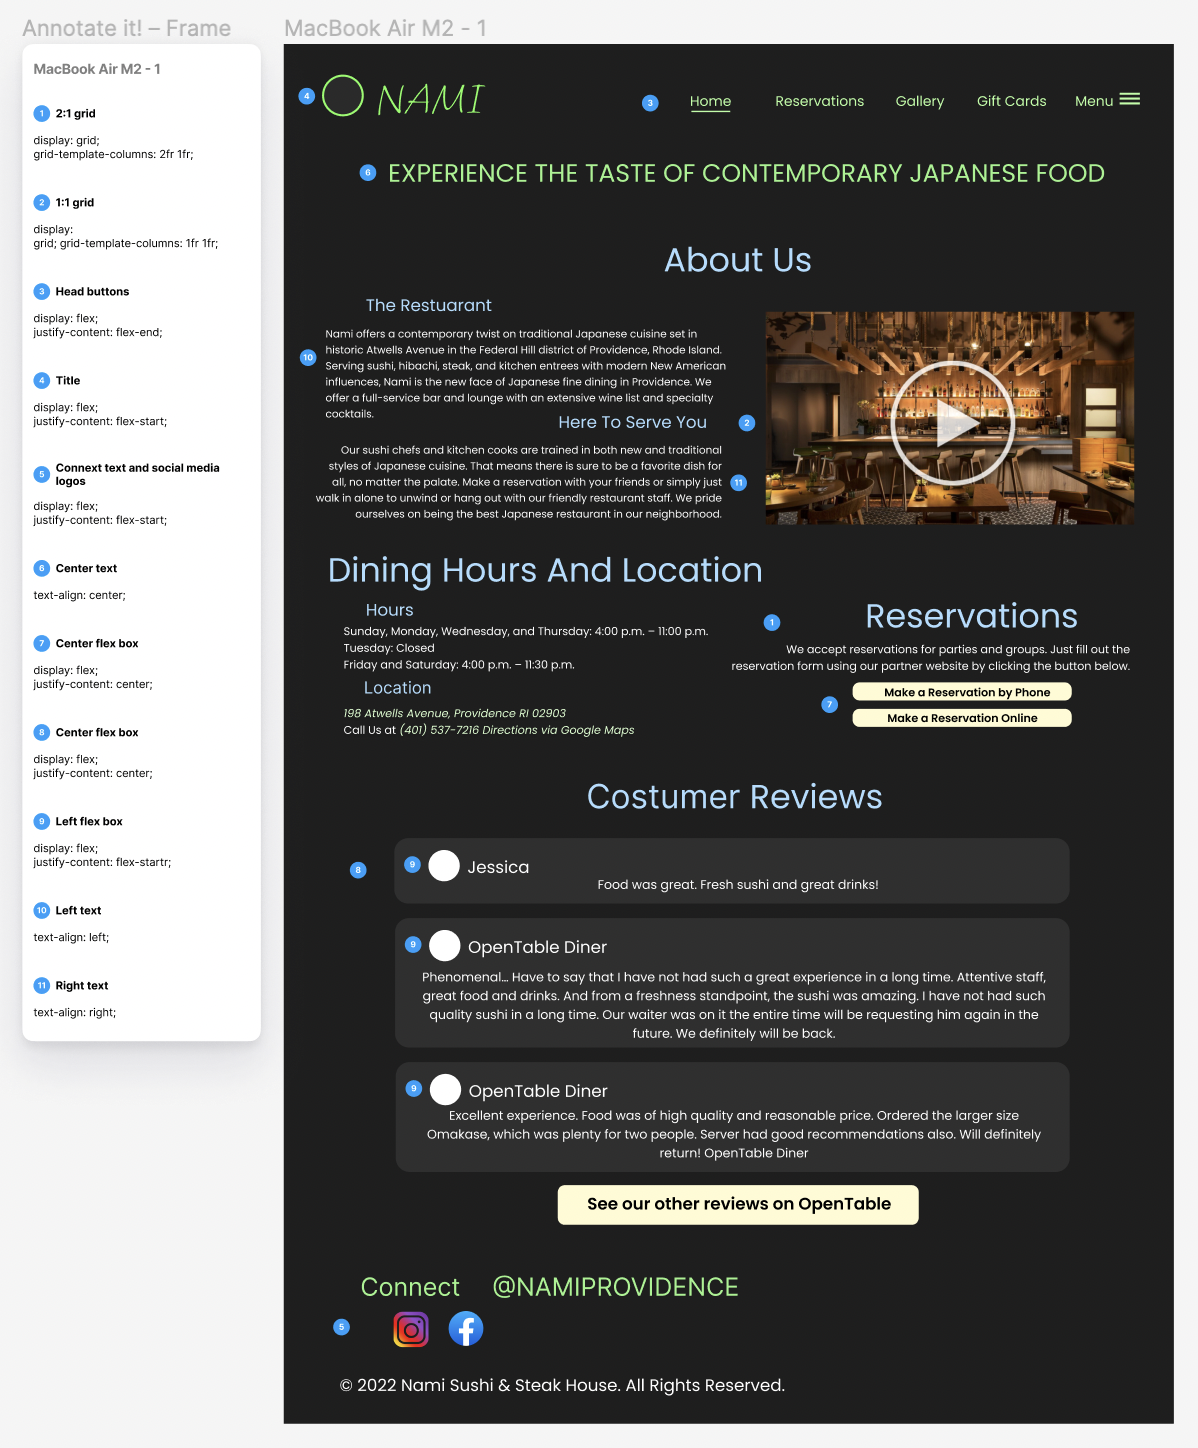 Annotate it! – Frame
MacBook Air M2 - 1
1 2:1 grid
display: grid;
grid-template-columns: 2fr 1fr;
2 1:1 grid
display:
grid; grid-template-columns: 1fr 1fr;
3 Head buttons
display: flex;
justify-content: flex-end;
4 Title
display: flex;
justify-content: flex-start;
5 Connext text and social media
logos
display: flex;
justify-content: flex-start;
6 Center text
text-align: center;
7 Center flex box
display: flex;
justify-content: center;
8 Center flex box
display: flex;
justify-content: center;
9 Left flex box
display: flex;
justify-content: flex-startr;
10 Left text
text-align: left;
11 Right text
text-align: right;
MacBook Air M2 - 1
4 NAMI
3 Home Reservations Gallery Gift Cards Menu
6 EXPERIENCE THE TASTE OF CONTEMPORARY JAPANESE FOOD
About Us
The Restuarant
10
Nami offers a contemporary twist on traditional Japanese cuisine set in
historic Atwells Avenue in the Federal Hill district of Providence, Rhode Island.
Serving sushi, hibachi, steak, and kitchen entrees with modern New American
influences, Nami is the new face of Japanese fine dining in Providence. We
offer a full-service bar and lounge with an extensive wine list and specialty
cocktails.
Here To Serve You
2
Our sushi chefs and kitchen cooks are trained in both new and traditional
styles of Japanese cuisine. That means there is sure to be a favorite dish for
all, no matter the palate. Make a reservation with your friends or simply just
walk in alone to unwind or hang out with our friendly restaurant staff. We pride
ourselves on being the best Japanese restaurant in our neighborhood.
11
Dining Hours And Location
Hours
Sunday, Monday, Wednesday, and Thursday: 4:00 p.m. – 11:00 p.m.
Tuesday: Closed
Friday and Saturday: 4:00 p.m. – 11:30 p.m.
Location
198 Atwells Avenue, Providence RI 02903
Call Us at (401) 537-7216 Directions via Google Maps
1 Reservations
We accept reservations for parties and groups. Just fill out the
reservation form using our partner website by clicking the button below.
7
Make a Reservation by Phone
Make a Reservation Online
Costumer Reviews
8
9 Jessica
Food was great. Fresh sushi and great drinks!
9 OpenTable Diner
Phenomenal... Have to say that I have not had such a great experience in a long time. Attentive staff,
great food and drinks. And from a freshness standpoint, the sushi was amazing. I have not had such
quality sushi in a long time. Our waiter was on it the entire time will be requesting him again in the
future. We definitely will be back.
9 OpenTable Diner
Excellent experience. Food was of high quality and reasonable price. Ordered the larger size
Omakase, which was plenty for two people. Server had good recommendations also. Will definitely
return! OpenTable Diner
See our other reviews on OpenTable
Connect @NAMIPROVIDENCE
5
© 2022 Nami Sushi & Steak House. All Rights Reserved.